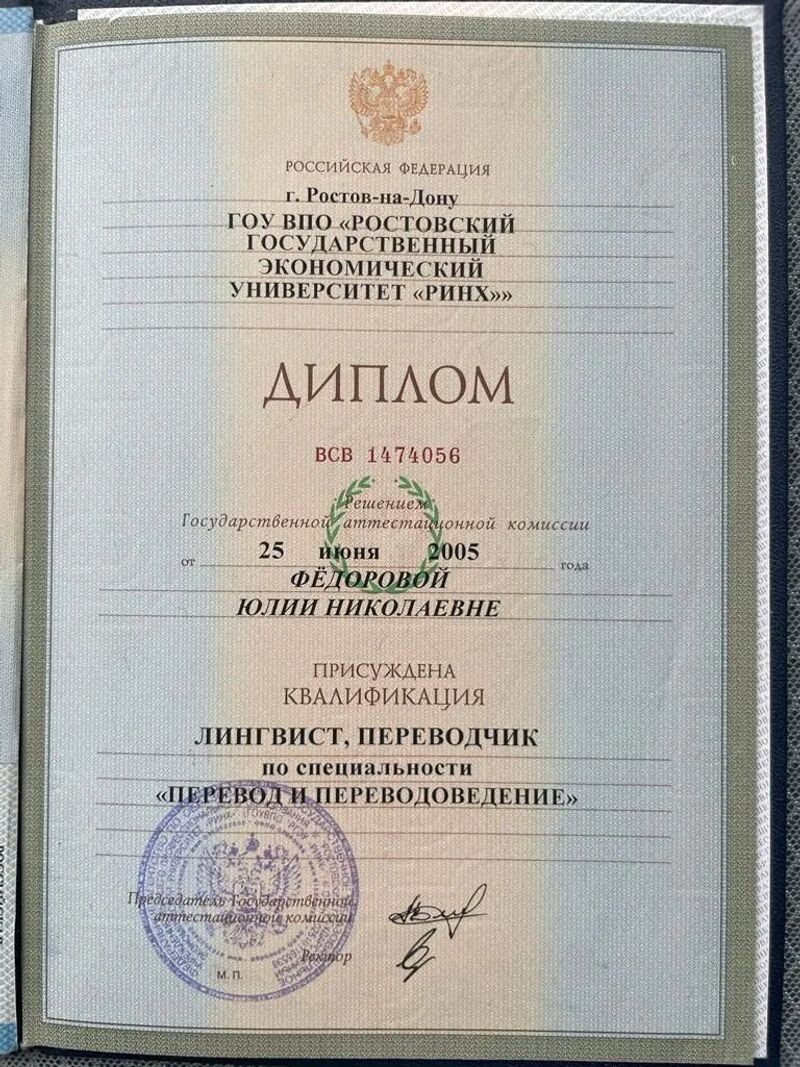 РОССИЙСКАЯ ФЕДЕРАЦИЯ
г. Ростов-на-Дону
ГОУ ВПО «РОСТОВСКИЙ
ГОСУДАРСТВЕННЫЙ
ЭКОНОМИЧЕСКИЙ
УНИВЕРСИТЕТ «РИНХ»»
ДИПЛОМ
ВСВ 1474056
Решением
Государственной аттестационной комиссии
от 25 июня 2005 года
ФЁДОРОВОЙ
ЮЛИИ НИКОЛАЕВНЕ
ПРИСУЖДЕНА
КВАЛИФИКАЦИЯ
ЛИНГВИСТ, ПЕРЕВОДЧИК
по специальности
«ПЕРЕВОД И ПЕРЕВОДОВЕДЕНИЕ»
Председатель Государственной
аттестационной комиссии
Ректор
М. П.